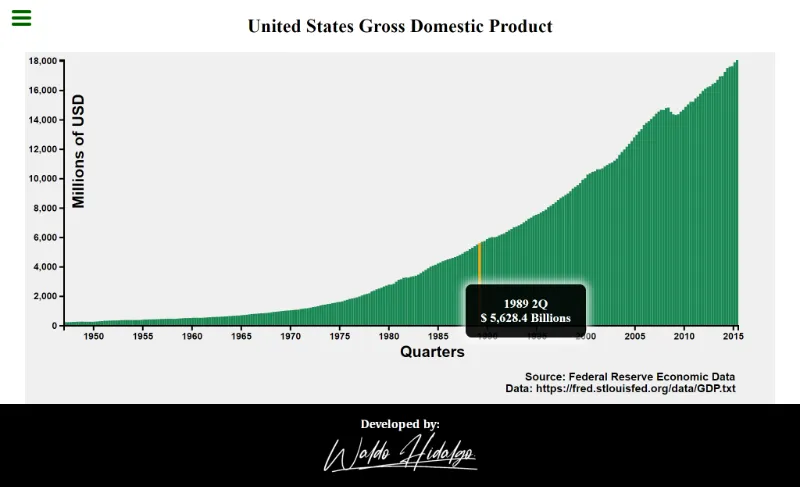 United States Gross Domestic Product
Millions of USD
18,000
16,000
14,000
12,000
10,000
8,000
6,000
4,000
2,000
0
1950 1955 1960 1965 1970 1975 1980 1985 1990 1995 2000 2005 2010 2015
1989 2Q
$ 5,628.4 Billions
Quarters
Source: Federal Reserve Economic Data
Data: https://fred.stlouisfed.org/data/GDP.txt
Developed by:
Waldo Hidalgo